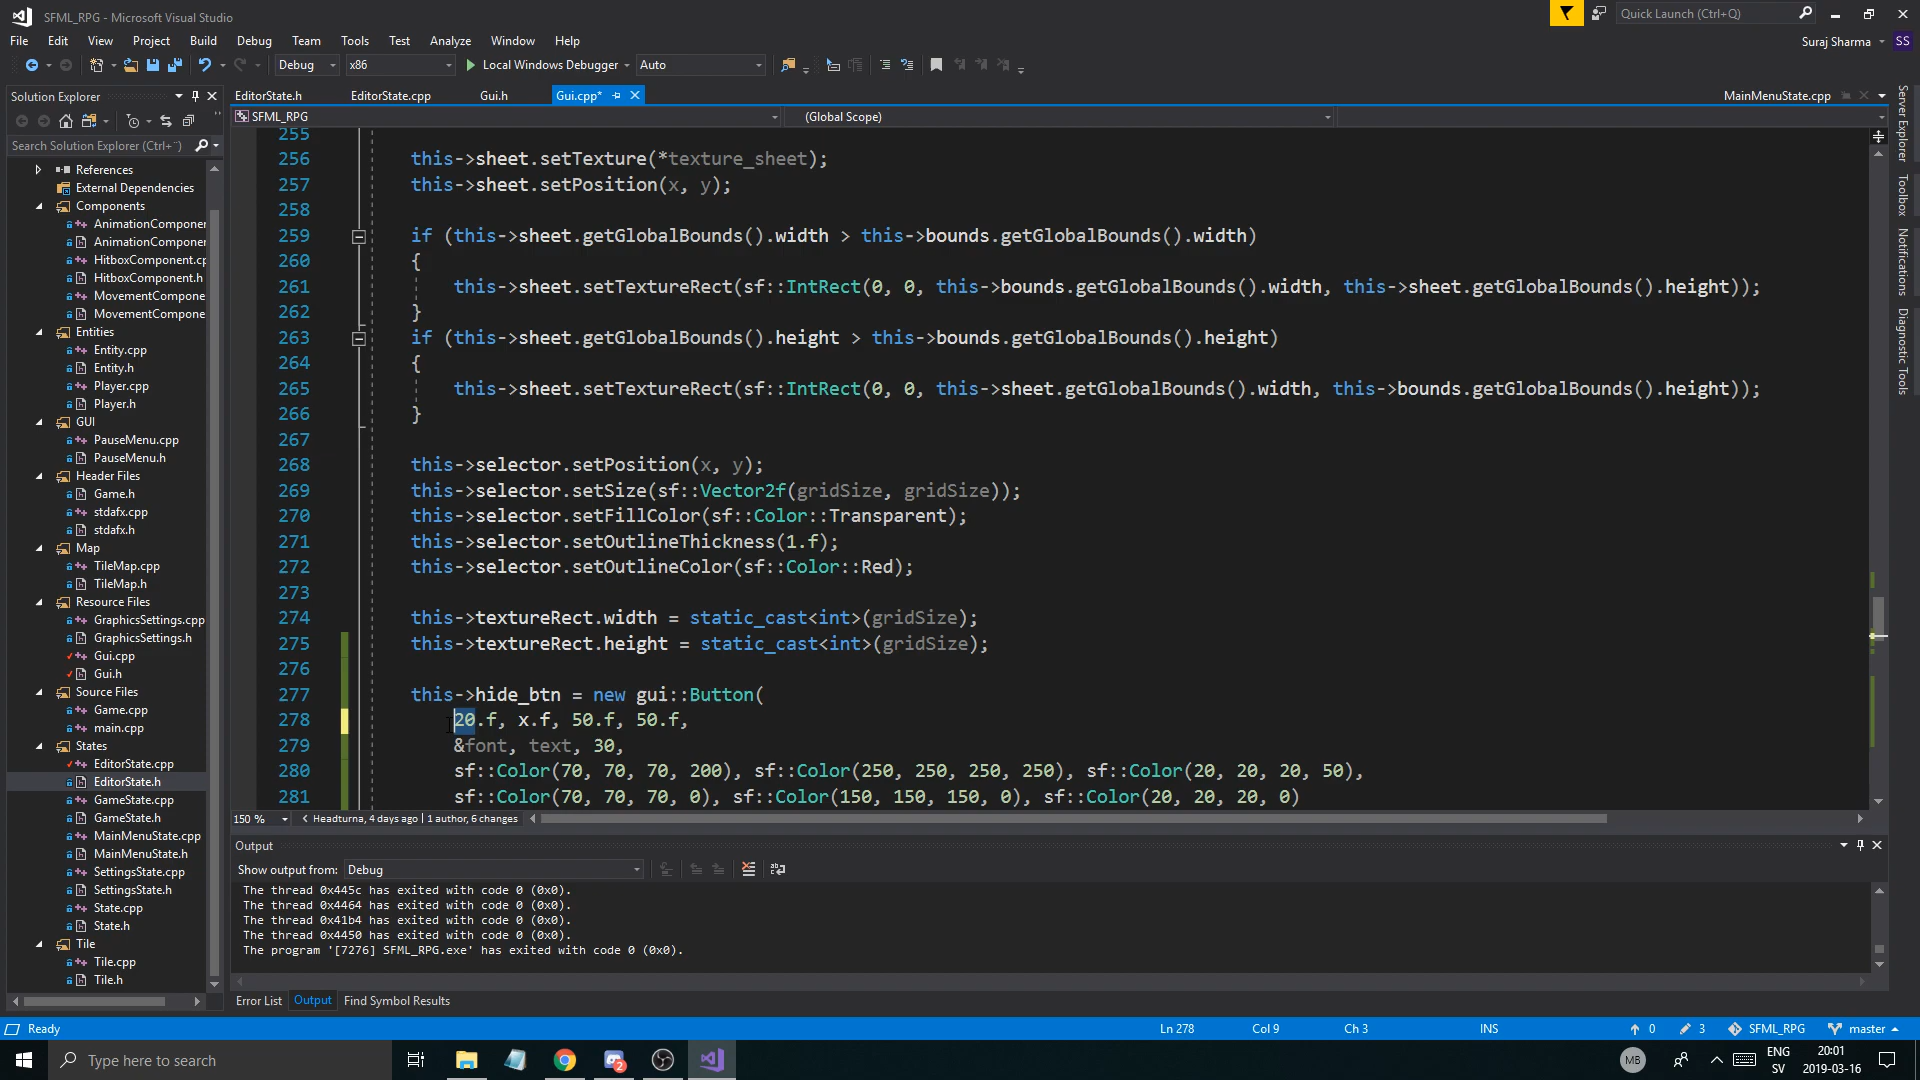 SFML_RPG - Microsoft Visual Studio
Quick Launch (Ctrl+Q)
File Edit View Project Build Debug Team Tools Test Analyze Window Help
Suraj Sharma SS
Debug x86 Local Windows Debugger Auto
Solution Explorer
EditorState.h EditorState.cpp Gui.h Gui.cpp* MainMenuState.cpp
SFML_RPG (Global Scope)
Search Solution Explorer (Ctrl+¨)
References
External Dependencies
Components
AnimationComponer
AnimationComponer
HitboxComponent.cp
HitboxComponent.h
MovementCompone
MovementCompone
Entities
Entity.cpp
Entity.h
Player.cpp
Player.h
GUI
PauseMenu.cpp
PauseMenu.h
Header Files
Game.h
stdafx.cpp
stdafx.h
Map
TileMap.cpp
TileMap.h
Resource Files
GraphicsSettings.cpp
GraphicsSettings.h
Gui.cpp
Gui.h
Source Files
Game.cpp
main.cpp
States
EditorState.cpp
EditorState.h
GameState.cpp
GameState.h
MainMenuState.cpp
MainMenuState.h
SettingsState.cpp
SettingsState.h
State.cpp
State.h
Tile
Tile.cpp
Tile.h
255
256 this->sheet.setTexture(*texture_sheet);
257 this->sheet.setPosition(x, y);
258
259 if (this->sheet.getGlobalBounds().width > this->bounds.getGlobalBounds().width)
260 {
261 this->sheet.setTextureRect(sf::IntRect(0, 0, this->bounds.getGlobalBounds().width, this->sheet.getGlobalBounds().height));
262 }
263 if (this->sheet.getGlobalBounds().height > this->bounds.getGlobalBounds().height)
264 {
265 this->sheet.setTextureRect(sf::IntRect(0, 0, this->sheet.getGlobalBounds().width, this->bounds.getGlobalBounds().height));
266 }
267
268 this->selector.setPosition(x, y);
269 this->selector.setSize(sf::Vector2f(gridSize, gridSize));
270 this->selector.setFillColor(sf::Color::Transparent);
271 this->selector.setOutlineThickness(1.f);
272 this->selector.setOutlineColor(sf::Color::Red);
273
274 this->textureRect.width = static_cast<int>(gridSize);
275 this->textureRect.height = static_cast<int>(gridSize);
276
277 this->hide_btn = new gui::Button(
278 20.f, x.f, 50.f, 50.f,
279 &font, text, 30,
280 sf::Color(70, 70, 70, 200), sf::Color(250, 250, 250, 250), sf::Color(20, 20, 20, 50),
281 sf::Color(70, 70, 70, 0), sf::Color(150, 150, 150, 0), sf::Color(20, 20, 20, 0)
150 % Headturna, 4 days ago | 1 author, 6 changes
Server Explorer
Toolbox
Notifications
Diagnostic Tools
Output
Show output from: Debug
The thread 0x445c has exited with code 0 (0x0).
The thread 0x4464 has exited with code 0 (0x0).
The thread 0x41b4 has exited with code 0 (0x0).
The thread 0x4450 has exited with code 0 (0x0).
The program '[7276] SFML_RPG.exe' has exited with code 0 (0x0).
Error List Output Find Symbol Results
Ready Ln 278 Col 9 Ch 3 INS 0 3 SFML_RPG master
Type here to search
2
MB
ENG
SV
20:01
2019-03-16